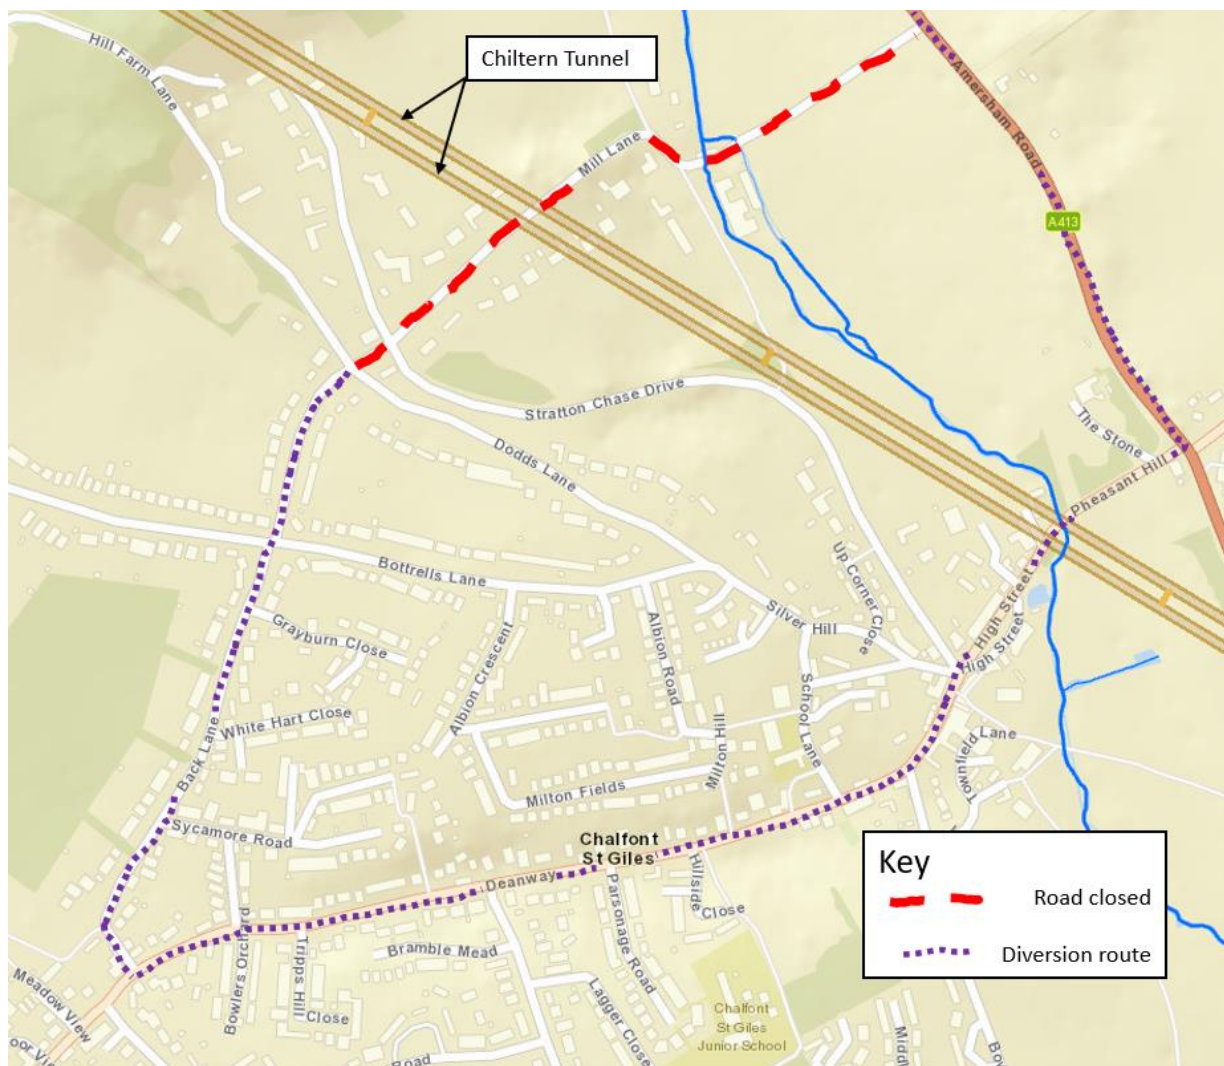 Chiltern Tunnel
Hill Farm Lane
Mill Lane
Amersham Road
A413
Stratton Chase Drive
The Stone
Pheasant Hill
Dodds Lane
Bottrells Lane
Up Corner Close
High Street
High Street
Silver Hill
Grayburn Close
Albion Crescent
Albion Road
School Lane
White Hart Close
Back Lane
Milton Hill
Townfield Lane
Milton Fields
Sycamore Road
Chalfont
St Giles
Deanway
Hillside
Close
Parsonage Road
Bramble Mead
Bowlers Orchard
Tripps Hill
Close
Meadow View
oor Vi
Lagger Close
Road
Chalfont
St Giles
Junior School
Middl
Bov
Key
Road closed
Diversion route